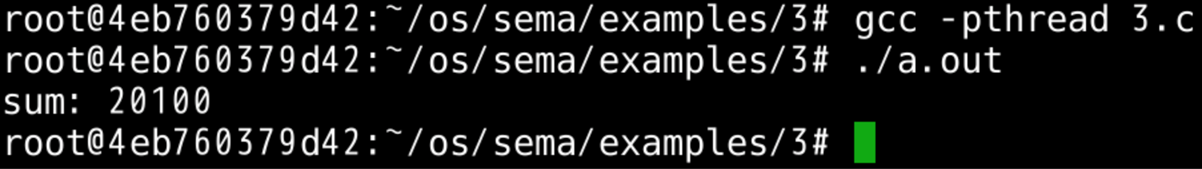 root@4eb760379d42:~/os/sema/examples/3# gcc -pthread 3.c
root@4eb760379d42:~/os/sema/examples/3# ./a.out
sum: 20100
root@4eb760379d42:~/os/sema/examples/3#